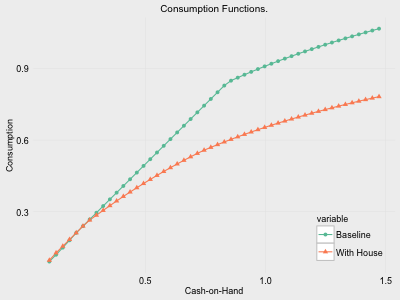 Consumption Functions.
Consumption
0.9
0.6
0.3
0.5
1.0
1.5
Cash-on-Hand
variable
Baseline
With House